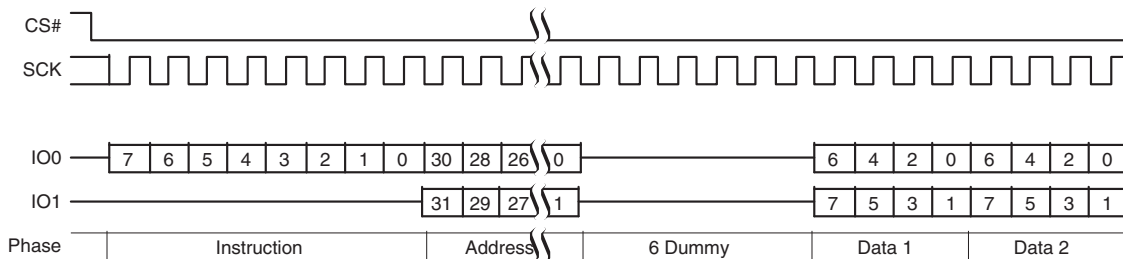 CS#
SCK
IO0 7 6 5 4 3 2 1 0 30 28 26 0 6 4 2 0 6 4 2 0
IO1 31 29 27 1 7 5 3 1 7 5 3 1
Phase Instruction Address 6 Dummy Data 1 Data 2